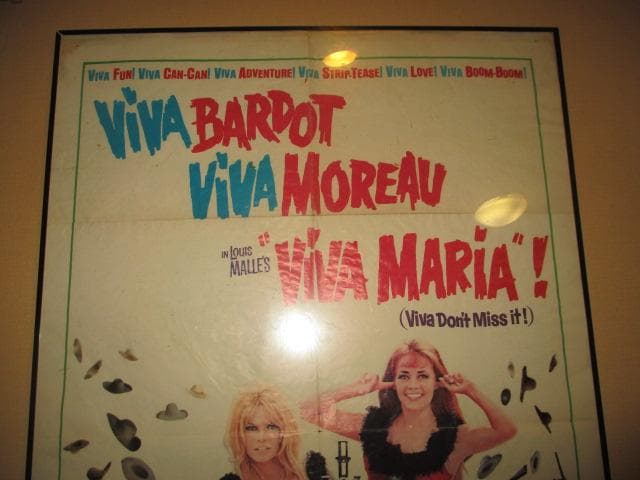 VIVA FUN! VIVA CAN-CAN! VIVA ADVENTURE! VIVA STRIP-TEASE! VIVA LOVE! VIVA BOOM-BOOM!
VIVA BARDOT
VIVA MOREAU
IN LOUIS MALLE'S "VIVA MARIA"!
(Viva Don't Miss it!)